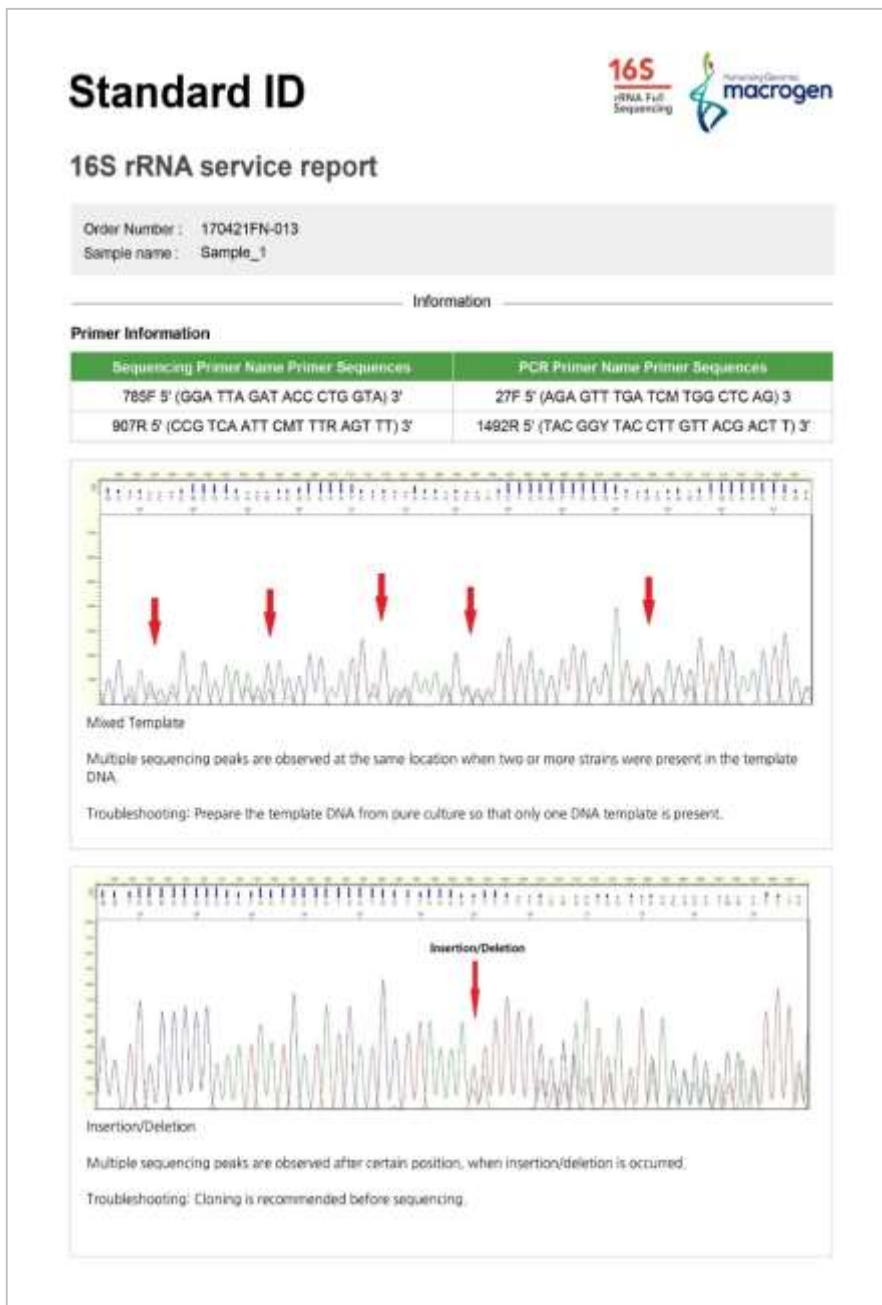 Standard ID
16S
rRNA Full
Sequencing
Humanizing Genomics
macrogen
16S rRNA service report
Order Number : 170421FN-013
Sample name : Sample_1
Information
Primer Information
Sequencing Primer Name Primer Sequences PCR Primer Name Primer Sequences
785F 5' (GGA TTA GAT ACC CTG GTA) 3' 27F 5' (AGA GTT TGA TCM TGG CTC AG) 3
907R 5' (CCG TCA ATT CMT TTR AGT TT) 3' 1492R 5' (TAC GGY TAC CTT GTT ACG ACT T) 3'
Mixed Template
Multiple sequencing peaks are observed at the same location when two or more strains were present in the template
DNA.
Troubleshooting: Prepare the template DNA from pure culture so that only one DNA template is present.
Insertion/Deletion
Insertion/Deletion
Multiple sequencing peaks are observed after certain position, when insertion/deletion is occurred.
Troubleshooting: Cloning is recommended before sequencing.